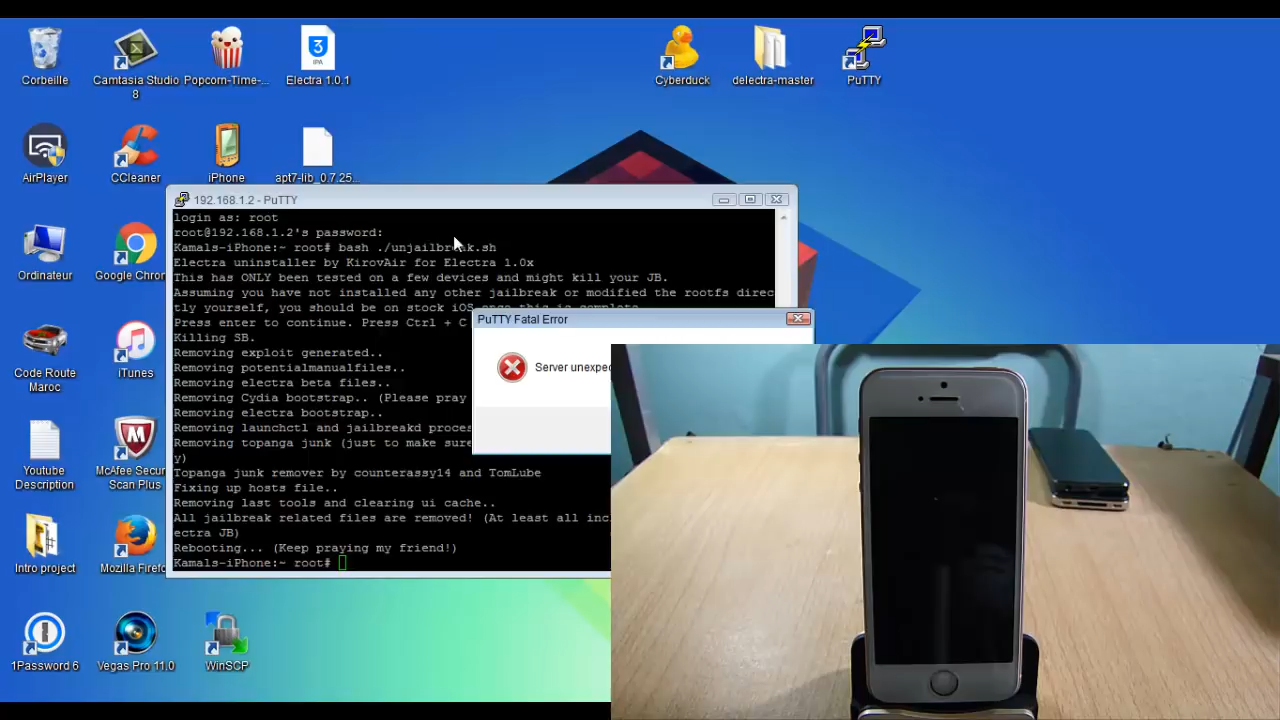 Corbeille
Camtasia Studio
8
Popcorn-Time-...
3
IPA
Electra 1.0.1
Cyberduck
delectra-master
PuTTY
AirPlayer
CCleaner
iPhone
apt7-lib_0.7.25...
Ordinateur
Google Chron
Code Route
Maroc
iTunes
Youtube
Description
McAfee Secur
Scan Plus
Intro project
Mozilla Firefo
1Password 6
Vegas Pro 11.0
WinSCP
192.168.1.2 - PuTTY
login as: root
root@192.168.1.2's password:
Kamals-iPhone:~ root# bash ./unjailbreak.sh
Electra uninstaller by KirovAir for Electra 1.0x
This has ONLY been tested on a few devices and might kill your JB.
Assuming you have not installed any other jailbreak or modified the rootfs direc
tly yourself, you should be on stock iOS once this is complete.
Press enter to continue. Press Ctrl + C
Killing SB.
Removing exploit generated..
Removing potentialmanualfiles..
Removing electra beta files..
Removing Cydia bootstrap.. (Please pray
Removing electra bootstrap..
Removing launchctl and jailbreakd proces
Removing topanga junk (just to make sure
y)
Topanga junk remover by counterassy14 and TomLube
Fixing up hosts file..
Removing last tools and clearing ui cache..
All jailbreak related files are removed! (At least all inc
ectra JB)
Rebooting... (Keep praying my friend!)
Kamals-iPhone:~ root#
PuTTY Fatal Error
Server unexpec